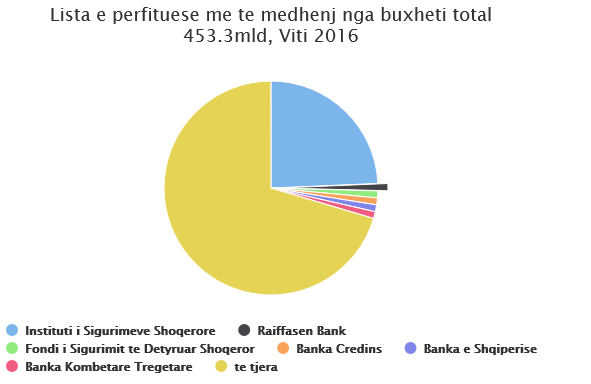 Lista e perfituese me te medhenj nga buxheti total
453.3mld, Viti 2016
Instituti i Sigurimeve Shoqerore Raiffasen Bank
Fondi i Sigurimit te Detyruar Shoqeror Banka Credins Banka e Shqiperise
Banka Kombetare Tregetare te tjera